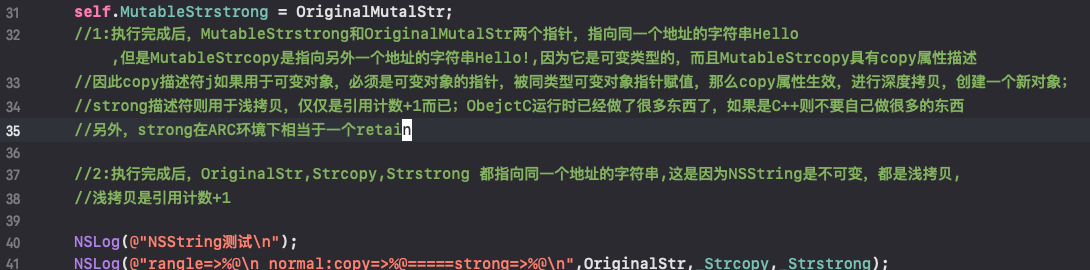 31 self.MutableStrstrong = OriginalMutalStr;
32 //1:执行完成后，MutableStrstrong和OriginalMutalStr两个指针，指向同一个地址的字符串Hello
,但是MutableStrcopy是指向另外一个地址的字符串Hello!,因为它是可变类型的，而且MutableStrcopy具有copy属性描述
33 //因此copy描述符j如果用于可变对象，必须是可变对象的指针，被同类型可变对象指针赋值，那么copy属性生效，进行深度拷贝，创建一个新对象；
34 //strong描述符则用于浅拷贝，仅仅是引用计数+1而已；ObejctC运行时已经做了很多东西了，如果是C++则不要自己做很多的东西
35 //另外，strong在ARC环境下相当于一个retain
36
37 //2:执行完成后，OriginalStr,Strcopy,Strstrong 都指向同一个地址的字符串,这是因为NSString是不可变，都是浅拷贝,
38 //浅拷贝是引用计数+1
39
40 NSLog(@"NSString测试\n");
41 NSLog(@"rangle=>%@\n normal:copy=>%@=====strong=>%@\n",OriginalStr, Strcopy, Strstrong);